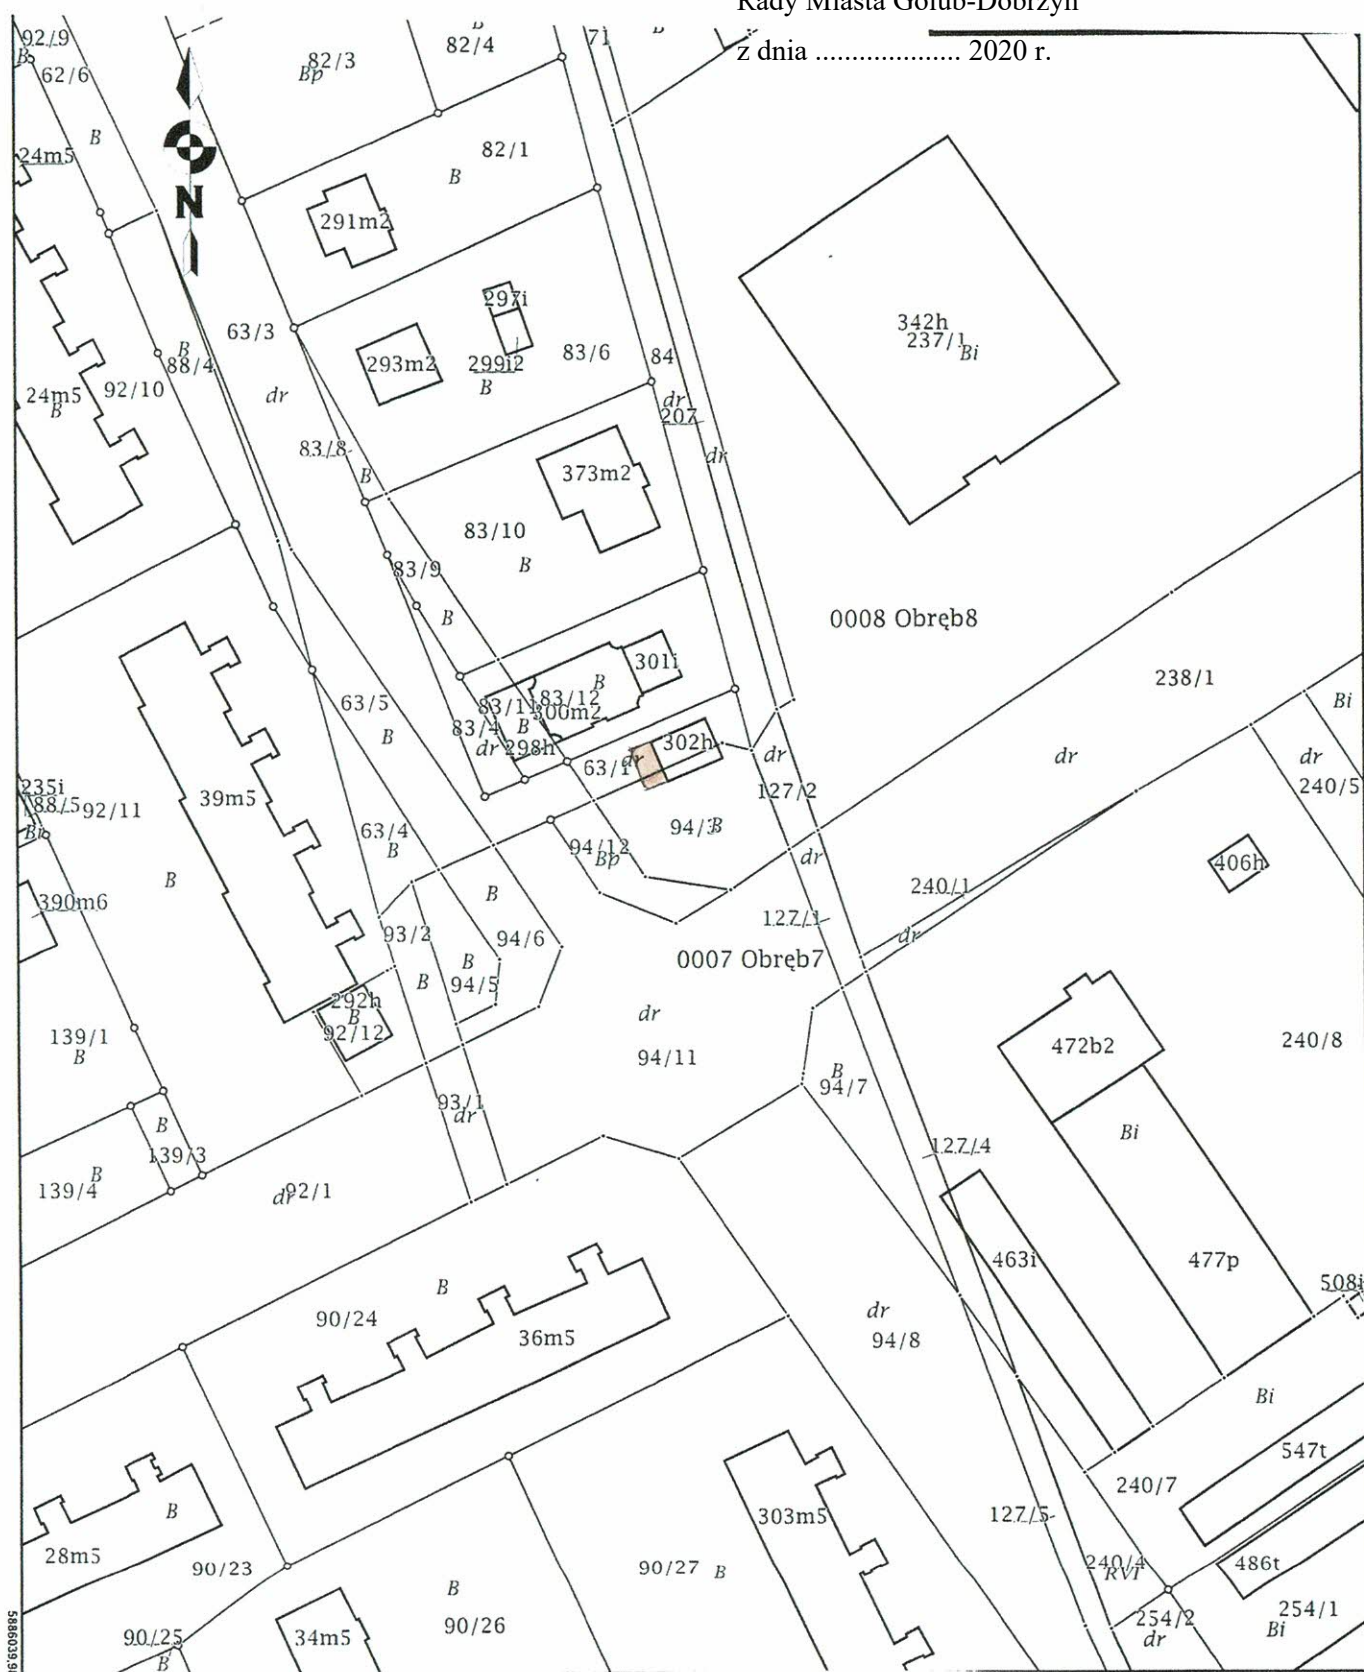 Rady Miasta Golub-Dobrzyń
z dnia .................... 2020 r.
92/9
B
62/6
82/3
Bp
82/4
71
B
24m5
82/1
B
N
291m2
297i
63/3
293m2
299i2
B
83/6
84
342h
237/1
Bi
B
88/4
92/10
24m5
B
dr
dr
207
83/8
B
373m2
dr
83/10
B
83/9
B
0008 Obręb8
301i
B
238/1
Bi
63/5
B
83/11
83/12
300m2
B
83/4
dr
298h
302h
63/1
dr
dr
dr
dr
240/5
235i
88/5
92/11
Bi
39m5
127/2
63/4
B
94/3
B
94/12
Bp
dr
406h
B
390m6
B
240/1
127/1
93/2
94/6
dr
B
B
94/5
0007 Obręb7
292h
B
92/12
dr
139/1
B
94/11
472b2
240/8
B
94/7
93/1
dr
B
139/3
Bi
127/4
B
139/4
dr
92/1
463i
477p
B
508i
90/24
36m5
dr
94/8
Bi
547t
240/7
B
303m5
127/5
28m5
90/23
90/27
B
240/4
RVI
486t
B
90/26
254/2
dr
254/1
Bi
90/25
B
34m5